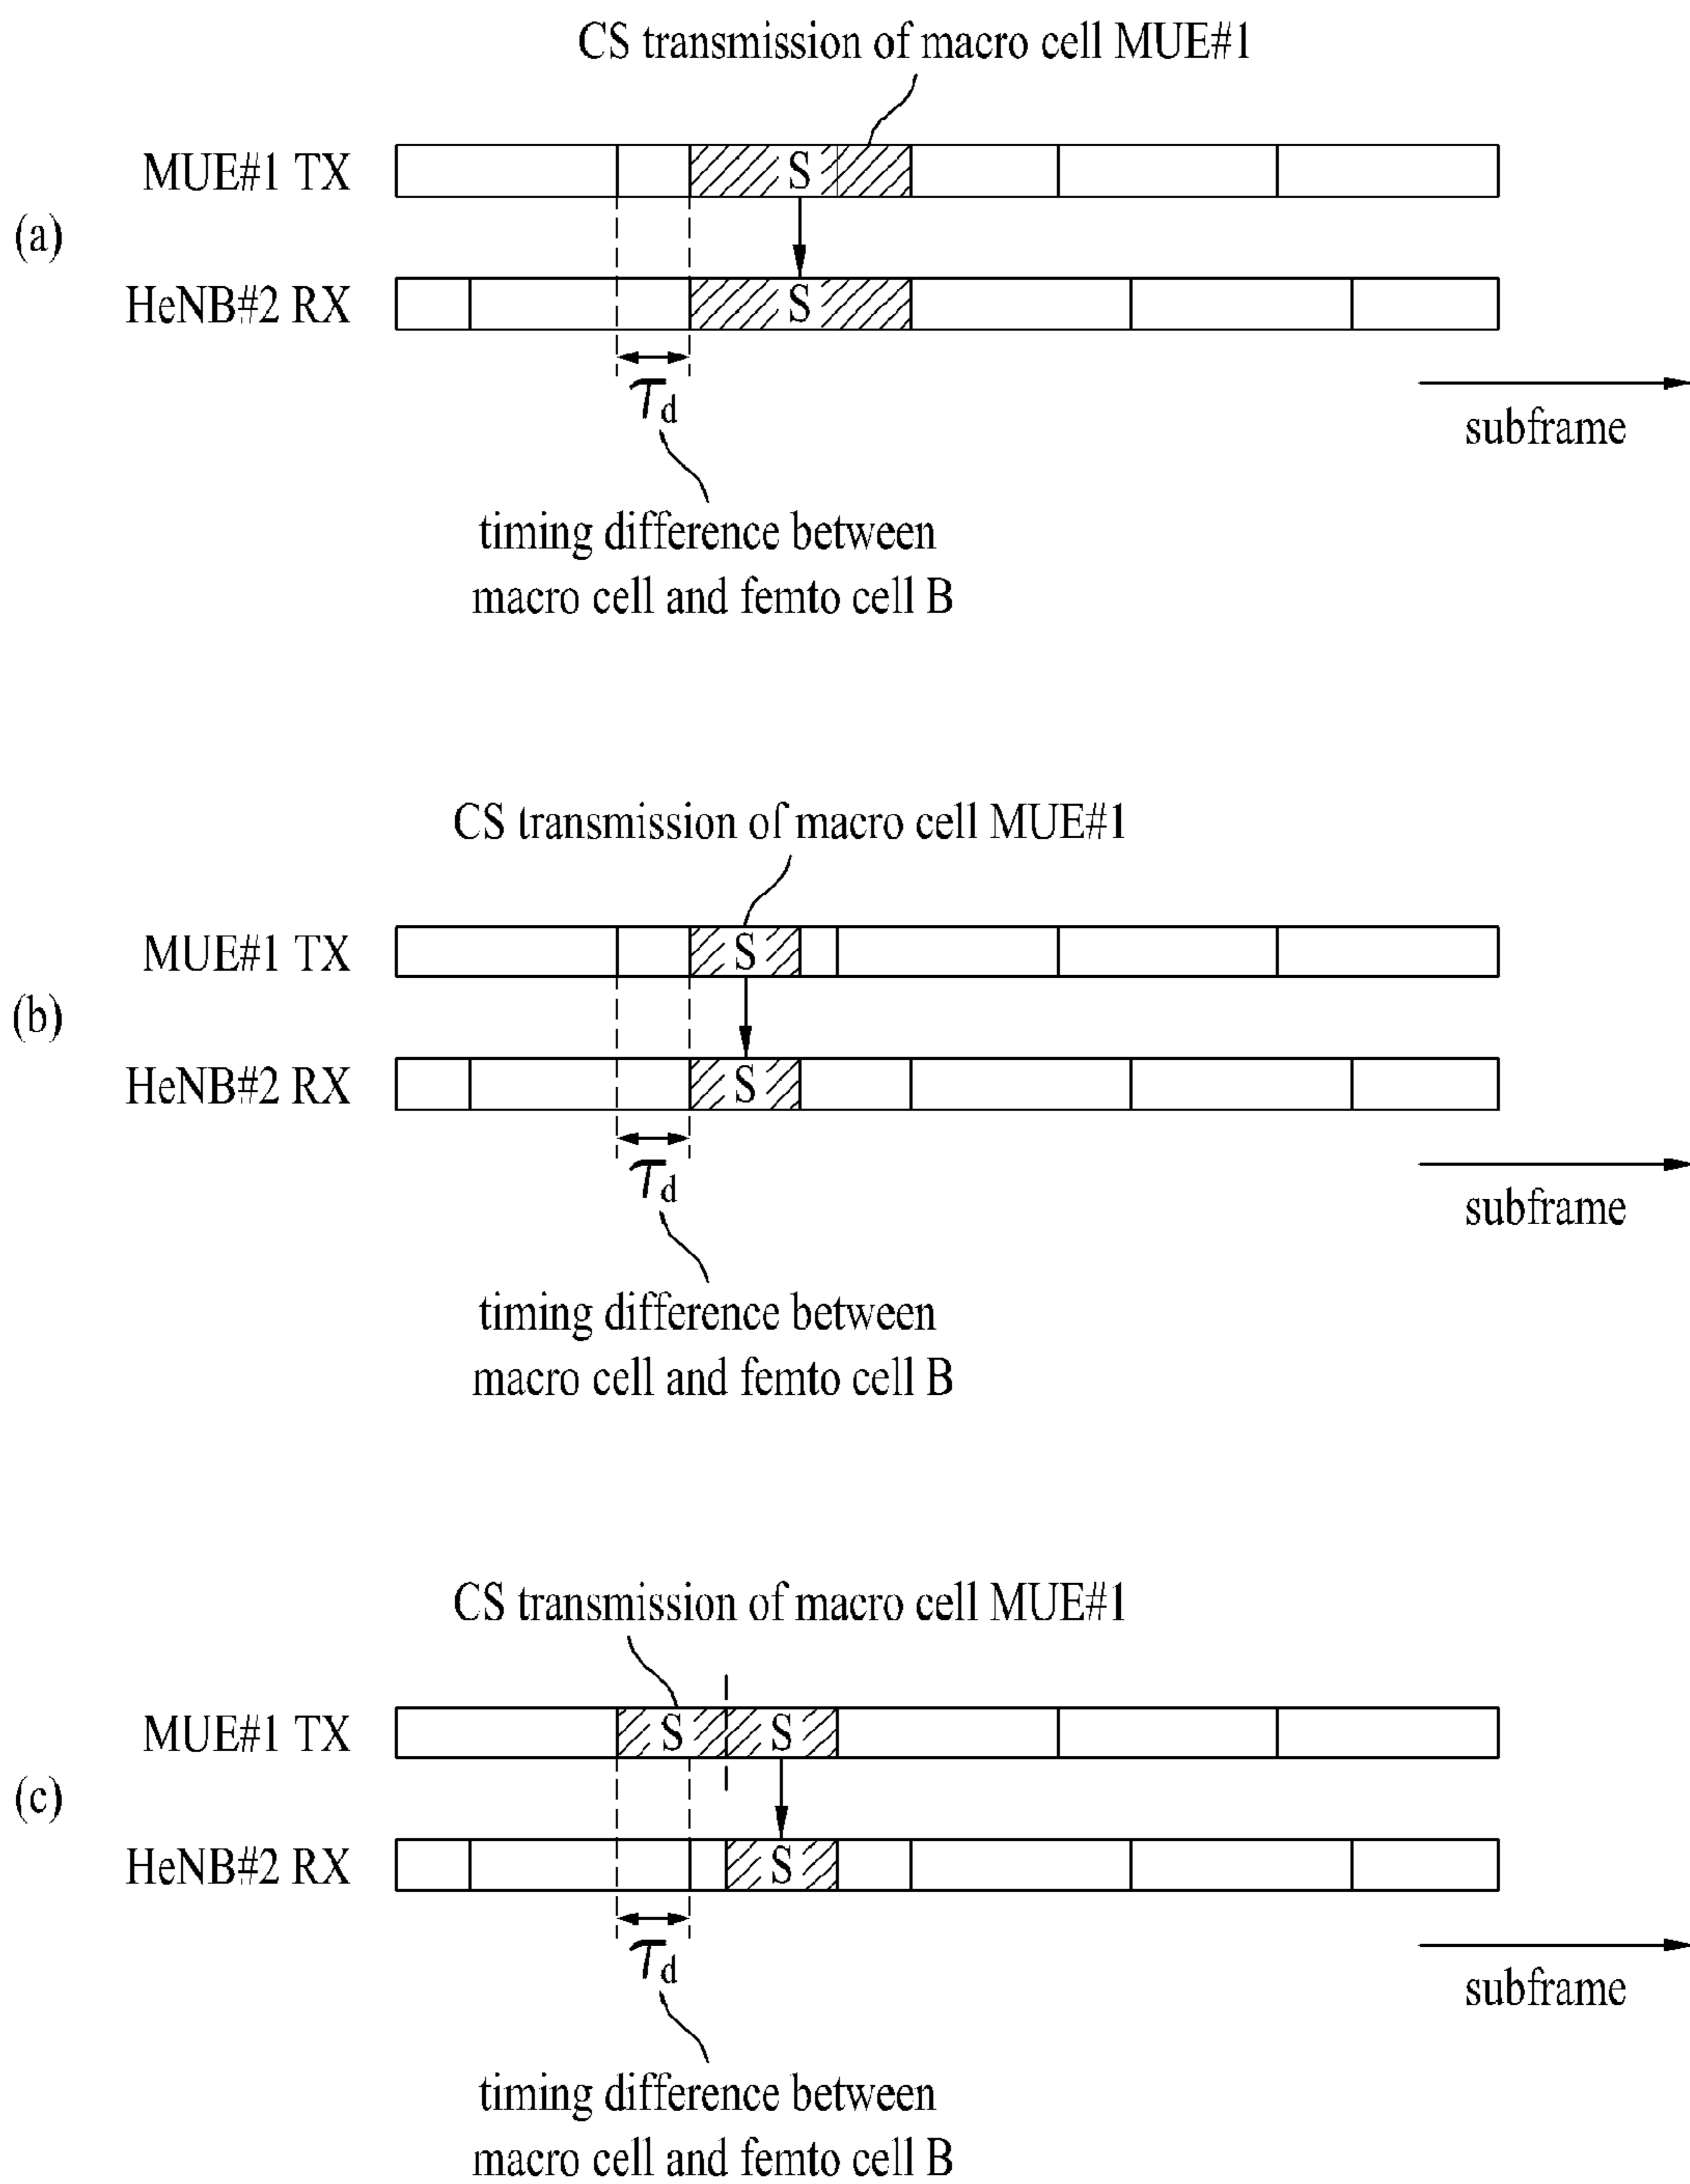 CS transmission of macro cell MUE#1
MUE#1 TX
S
(a)
HeNB#2 RX
S
τd
subframe
timing difference between
macro cell and femto cell B
CS transmission of macro cell MUE#1
MUE#1 TX
S
(b)
HeNB#2 RX
S
τd
subframe
timing difference between
macro cell and femto cell B
CS transmission of macro cell MUE#1
MUE#1 TX
S S
(c)
HeNB#2 RX
S
τd
subframe
timing difference between
macro cell and femto cell B